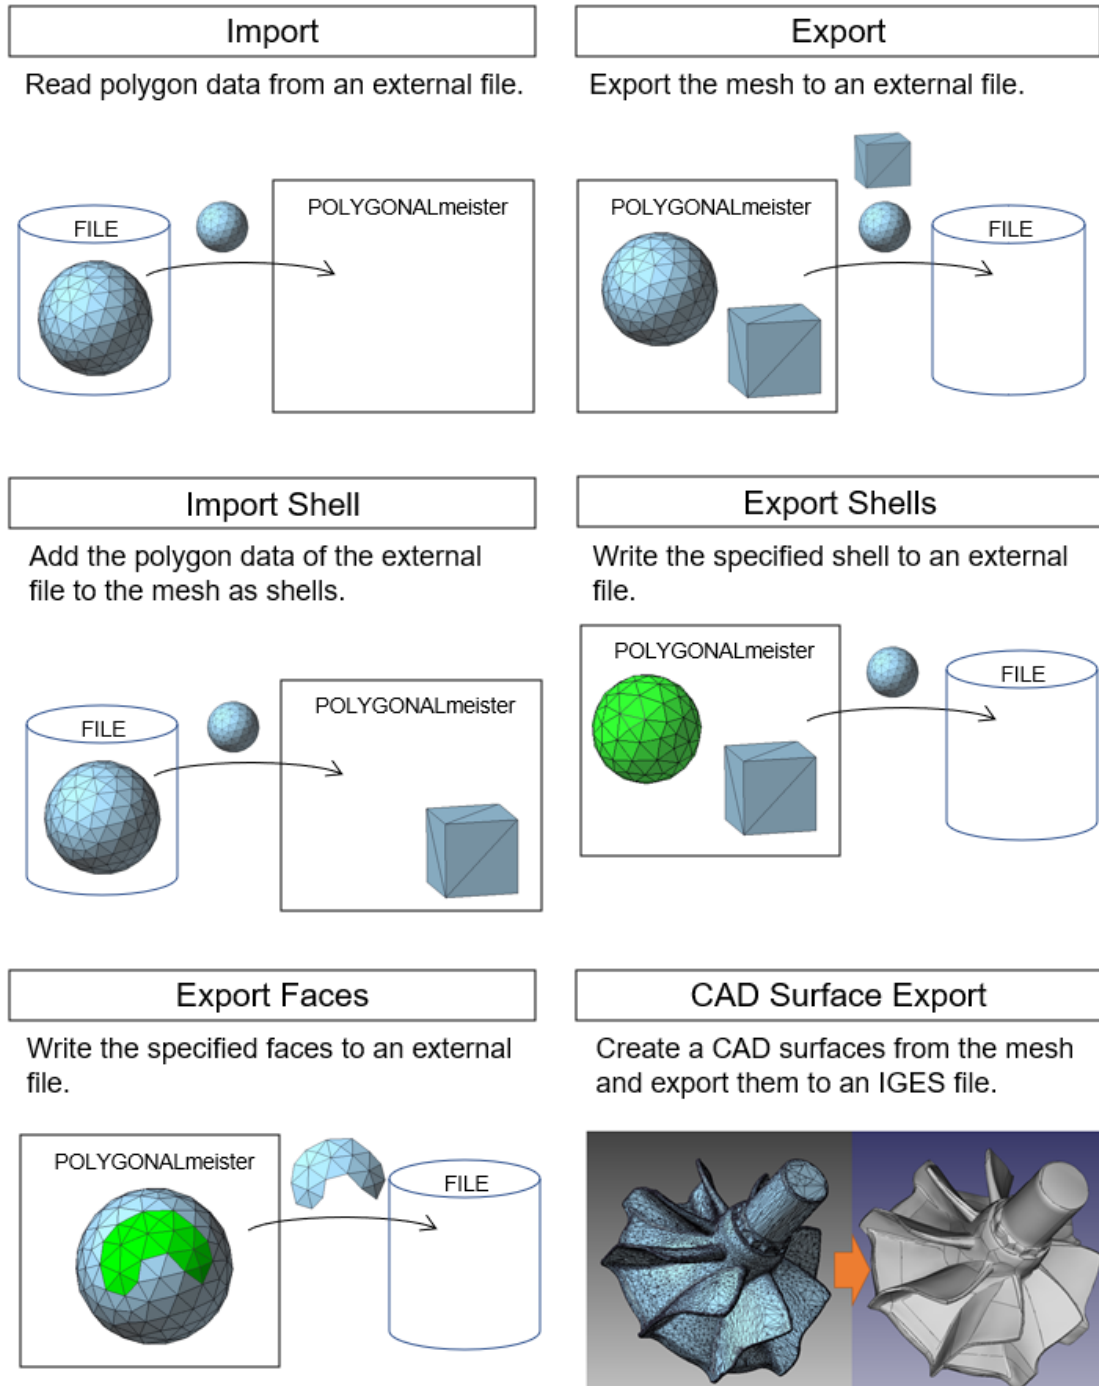 Import
Read polygon data from an external file.
FILE
POLYGONALmeister
Export
Export the mesh to an external file.
POLYGONALmeister
FILE
Import Shell
Add the polygon data of the external
file to the mesh as shells.
FILE
POLYGONALmeister
Export Shells
Write the specified shell to an external
file.
POLYGONALmeister
FILE
Export Faces
Write the specified faces to an external
file.
POLYGONALmeister
FILE
CAD Surface Export
Create a CAD surfaces from the mesh
and export them to an IGES file.